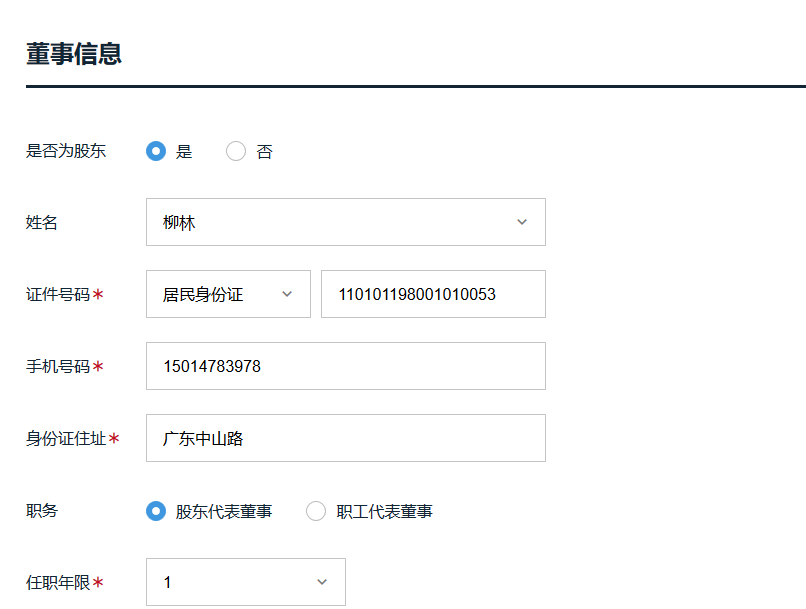 董事信息
是否为股东 是 否
姓名 柳林
证件号码* 居民身份证 110101198001010053
手机号码* 15014783978
身份证住址* 广东中山路
职务 股东代表董事 职工代表董事
任职年限* 1